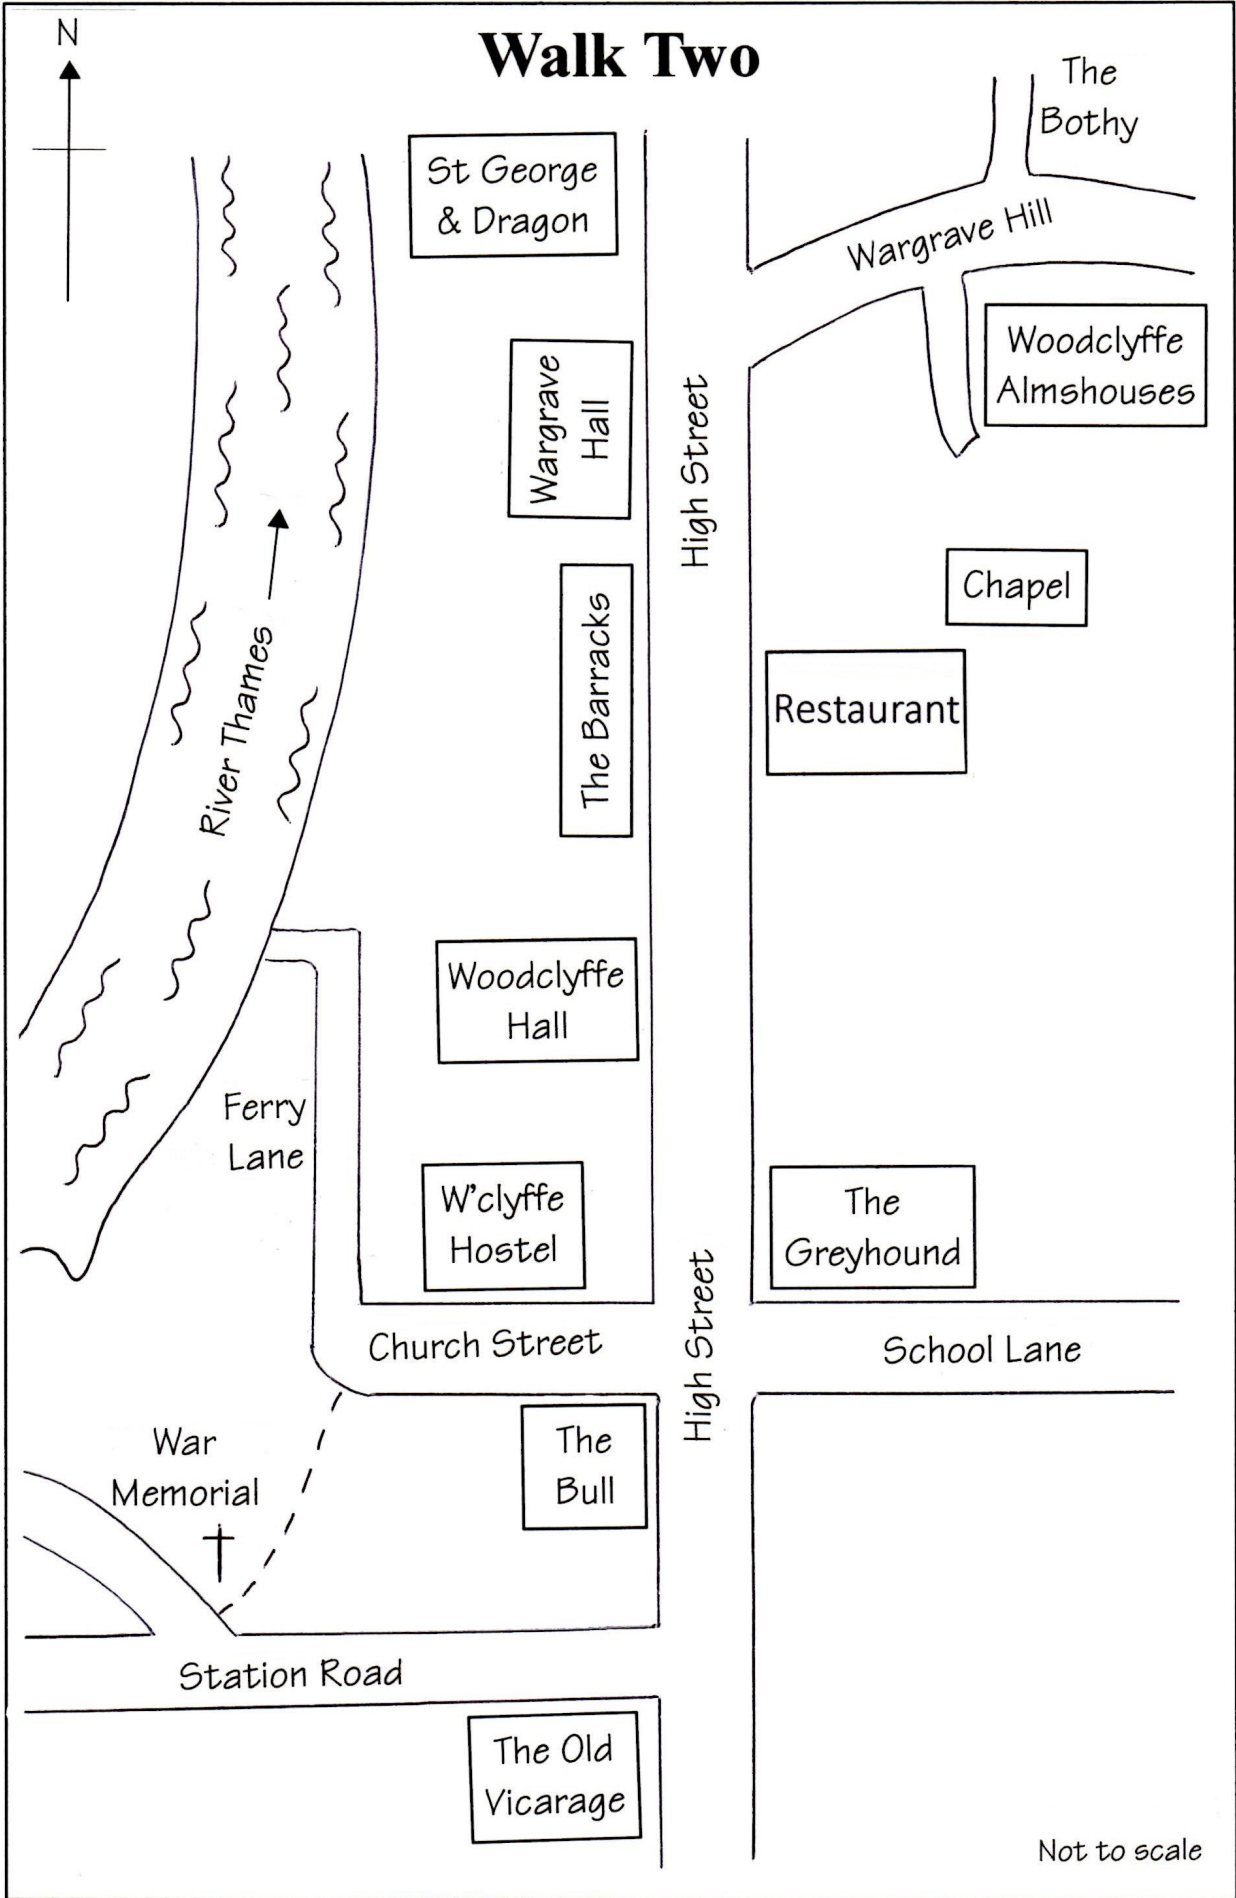 N
Walk Two
The
Bothy
St George
& Dragon
Wargrave Hill
Woodclyffe
Almshouses
Wargrave
Hall
High Street
Chapel
The Barracks
Restaurant
River Thames
Woodclyffe
Hall
Ferry
Lane
W'clyffe
Hostel
The
Greyhound
Church Street
High Street
School Lane
The
Bull
War
Memorial
Station Road
The Old
Vicarage
Not to scale